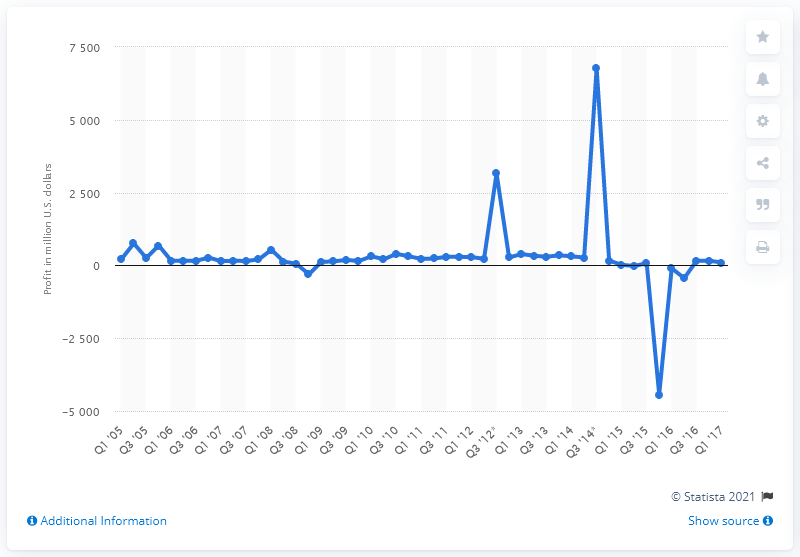 Profit in million U.S. dollars
7 500
5 000
2 500
0
−2 500
−5 000
Q1 '05
Q3 '05
Q1 '06
Q3 '06
Q1 '07
Q3 '07
Q1 '08
Q3 '08
Q1 '09
Q3 '09
Q1 '10
Q3 '10
Q1 '11
Q3 '11
Q1 '12
Q3 '12*
Q1 '13
Q3 '13
Q1 '14
Q3 '14*
Q1 '15
Q3 '15
Q1 '16
Q3 '16
Q1 '17
© Statista 2021
Additional Information
Show source